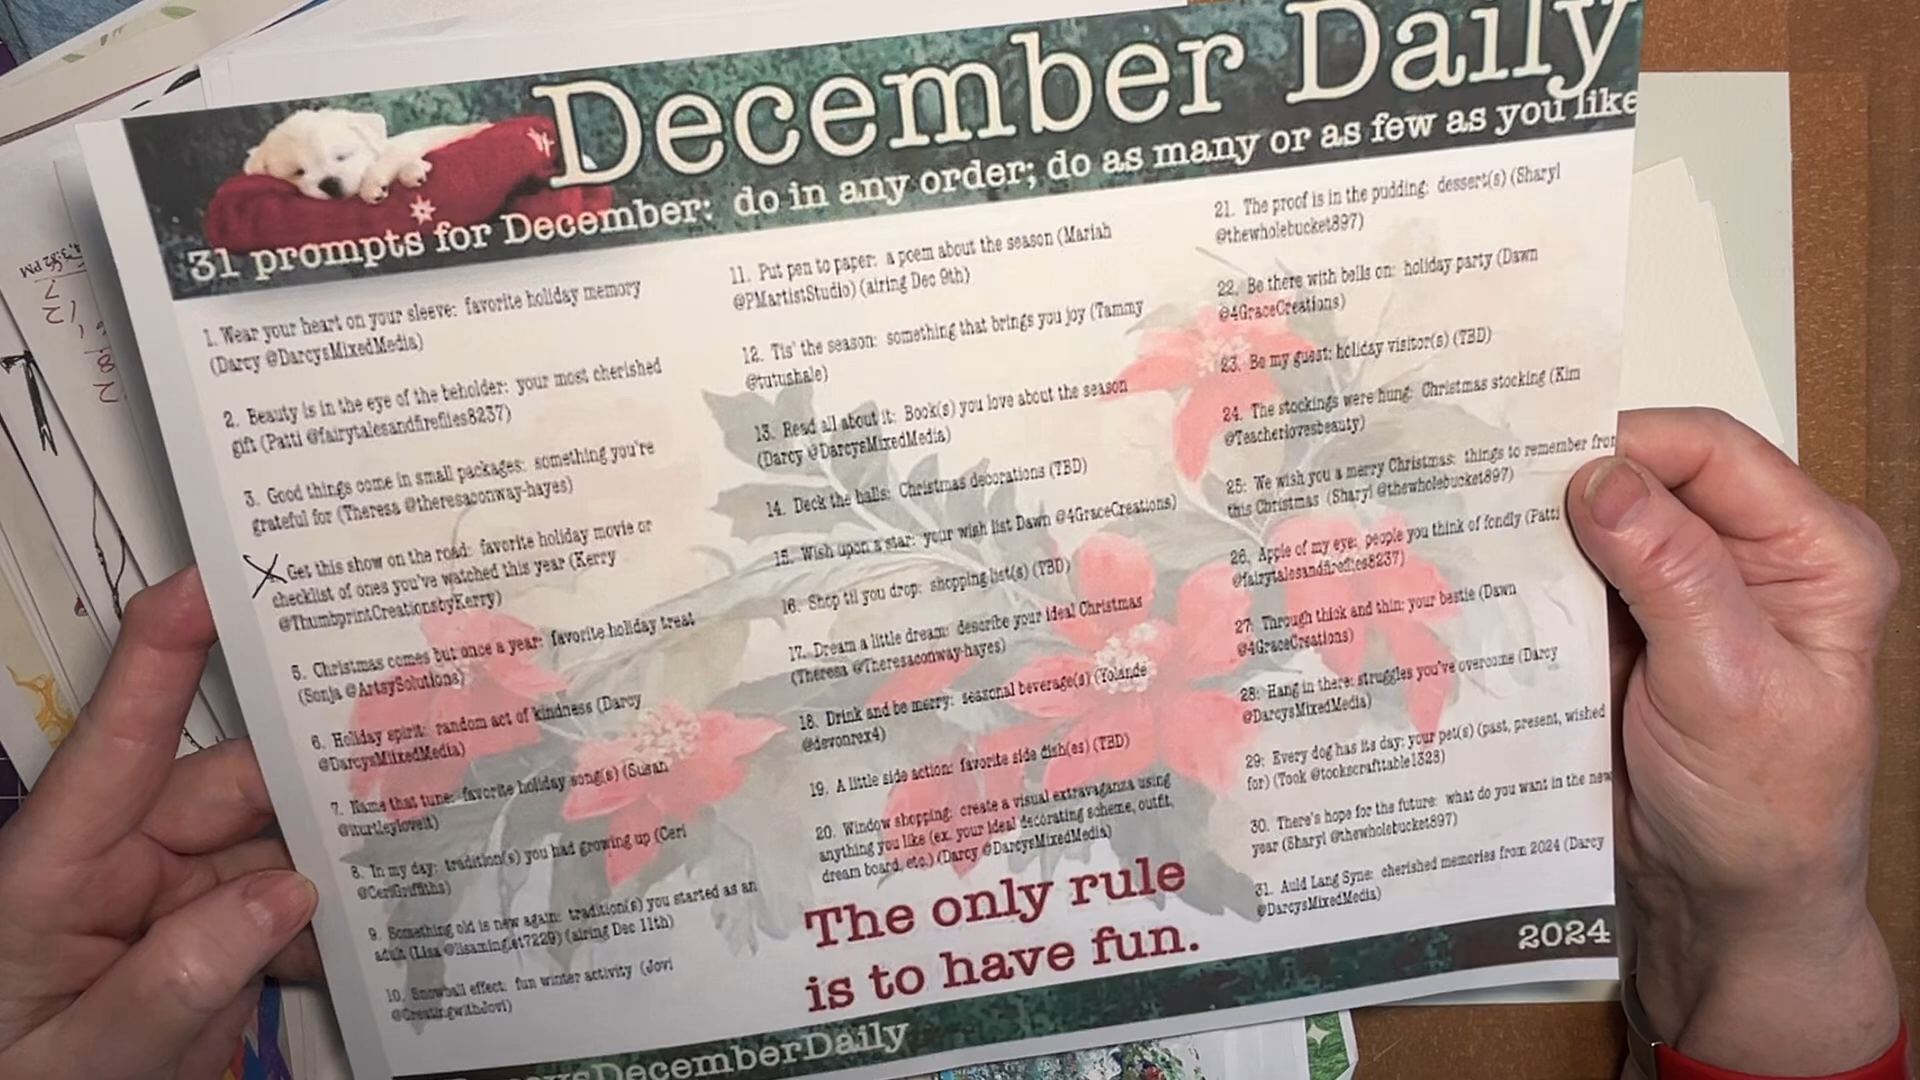 December Daily
31 prompts for December: do in any order; do as many or as few as you like
1. Wear your heart on your sleeve: favorite holiday memory
(Darcy @DarcysMixedMedia)
2. Beauty is in the eye of the beholder: your most cherished
gift (Patti @fairytalesandfireflies8237)
3. Good things come in small packages: something you're
grateful for (Theresa @theresaconway-hayes)
Get this show on the road: favorite holiday movie or
checklist of ones you've watched this year (Kerry
@ThumbprintCreationsbyKerry)
5. Christmas comes but once a year: favorite holiday treat
(Sonja @ArtsySolutions)
6. Holiday spirit: random act of kindness (Darcy
@DarcysMixedMedia)
7. Name that tune: favorite holiday song(s) (Susan
@iturtleyloveit)
8. In my day: tradition(s) you had growing up (Ceri
@CeriGriffiths)
9. Something old is new again: tradition(s) you started as an
adult (Lisa @lisaminglet7229) (airing Dec 11th)
10. Snowball effect: fun winter activity (Jovi
@CreatingwithJovi)
11. Put pen to paper: a poem about the season (Mariah
@PMartistStudio) (airing Dec 9th)
12. Tis' the season: something that brings you joy (Tammy
@tutushale)
13. Read all about it: Book(s) you love about the season
(Darcy @DarcysMixedMedia)
14. Deck the halls: Christmas decorations (TBD)
15. Wish upon a star: your wish list Dawn @4GraceCreations)
16. Shop til you drop: shopping list(s) (TBD)
17. Dream a little dream: describe your ideal Christmas
(Theresa @Theresaconway-hayes)
18. Drink and be merry: seasonal beverage(s) (Yolande
@devonrex4)
19. A little side action: favorite side dish(es) (TBD)
20. Window shopping: create a visual extravaganza using
anything you like (ex. your ideal decorating scheme, outfit,
dream board, etc.) (Darcy @DarcysMixedMedia)
The only rule
is to have fun.
21. The proof is in the pudding: dessert(s) (Sharyl
@thewholebucket897)
22. Be there with bells on: holiday party (Dawn
@4GraceCreations)
23. Be my guest: holiday visitor(s) (TBD)
24. The stockings were hung: Christmas stocking (Kim
@Teacherlovesbeauty)
25: We wish you a merry Christmas: things to remember from
this Christmas (Sharyl @thewholebucket897)
26. Apple of my eye: people you think of fondly (Patti
@fairytalesandfireflies8237)
27: Through thick and thin: your bestie (Dawn
@4GraceCreations)
28: Hang in there: struggles you've overcome (Darcy
@DarcysMixedMedia)
29: Every dog has its day: your pet(s) (past, present, wished
for) (Took @tookscrafttable1328)
30. There's hope for the future: what do you want in the new
year (Sharyl @thewholebucket897)
31. Auld Lang Syne: cherished memories from 2024 (Darcy
@DarcysMixedMedia)
2024
DecemberDaily